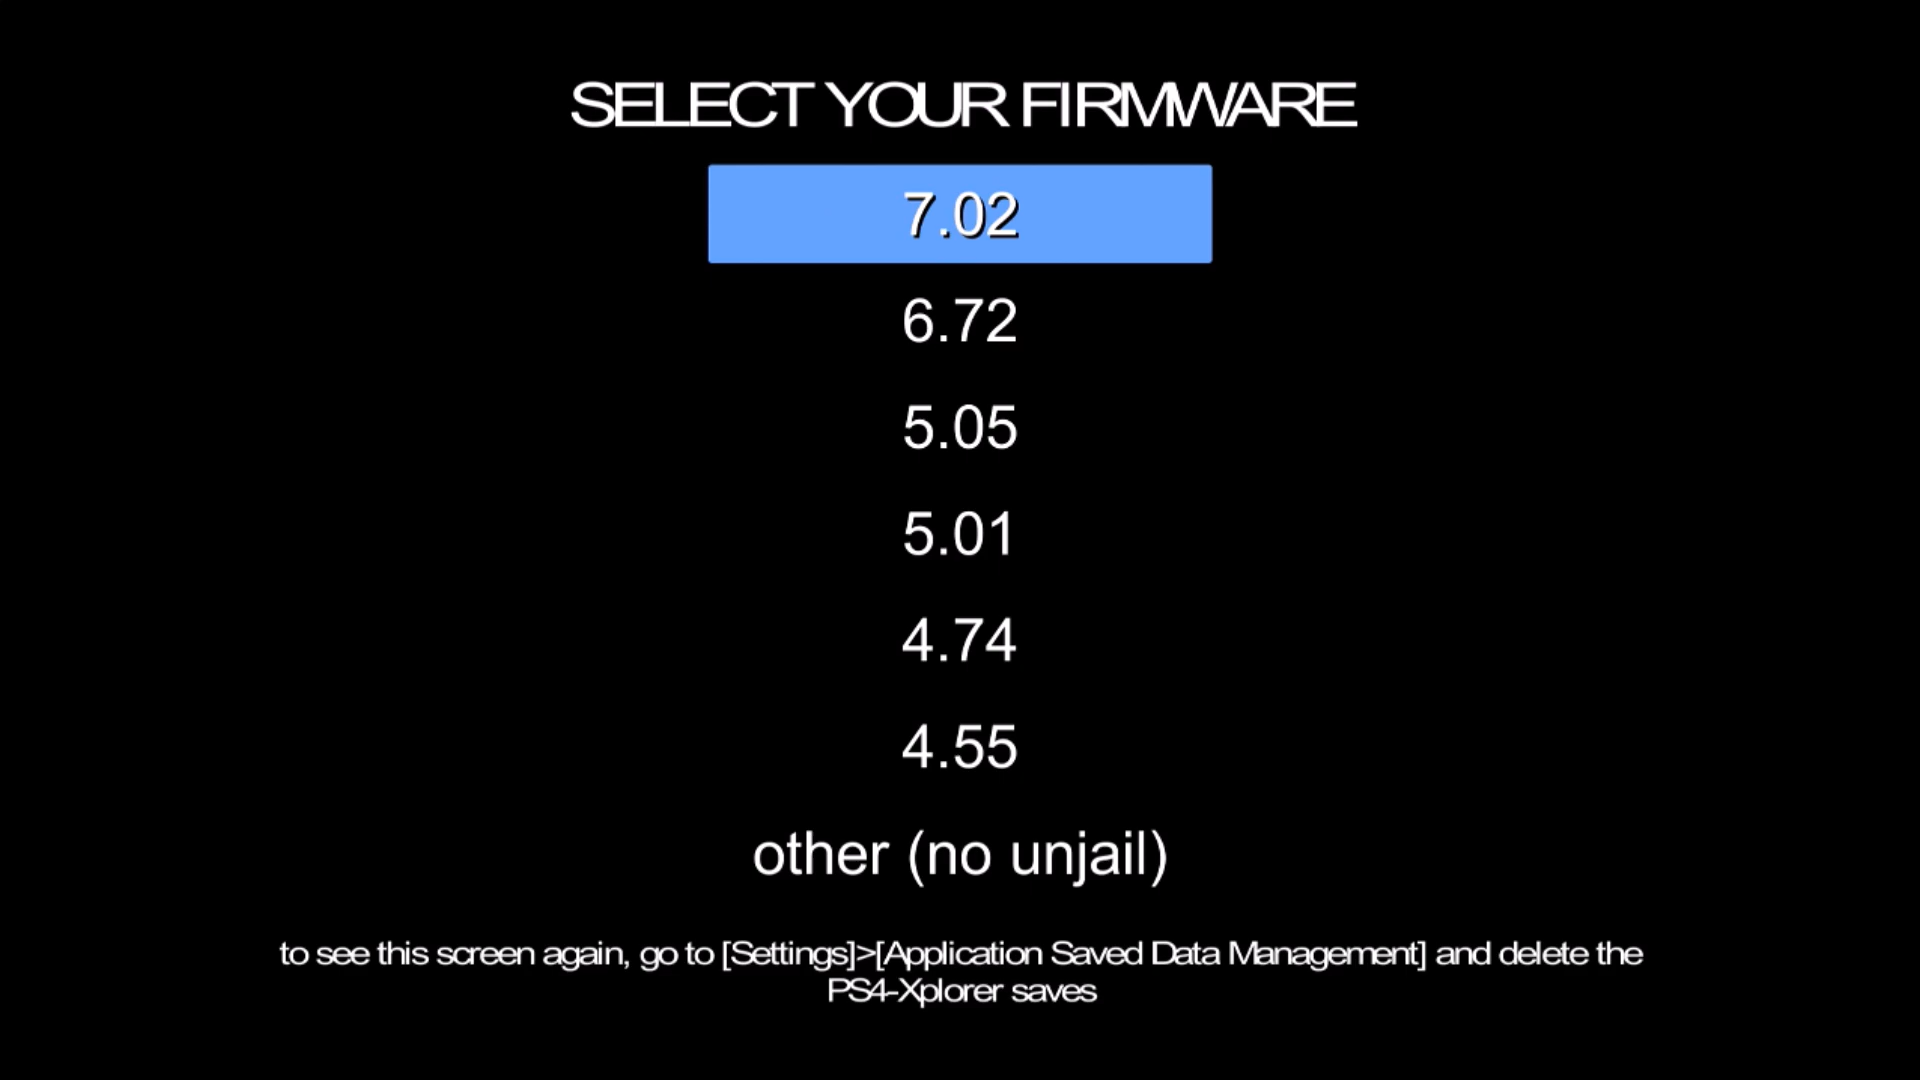 SELECT YOUR FIRMWARE
7.02
6.72
5.05
5.01
4.74
4.55
other (no unjail)
to see this screen again, go to [Settings]>[Application Saved Data Management] and delete the
PS4-Xplorer saves